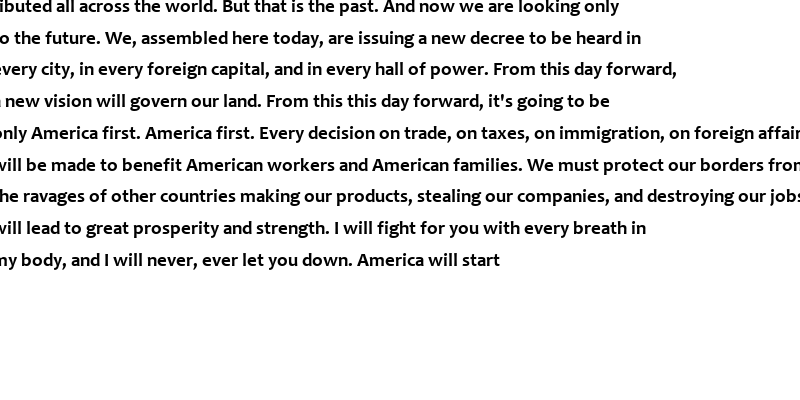 ibuted all across the world. But that is the past. And now we are looking only
o the future. We, assembled here today, are issuing a new decree to be heard in
every city, in every foreign capital, and in every hall of power. From this day forward,
new vision will govern our land. From this this day forward, it's going to be
only America first. America first. Every decision on trade, on taxes, on immigration, on foreign affair
will be made to benefit American workers and American families. We must protect our borders from
he ravages of other countries making our products, stealing our companies, and destroying our jobs
will lead to great prosperity and strength. I will fight for you with every breath in
my body, and I will never, ever let you down. America will start